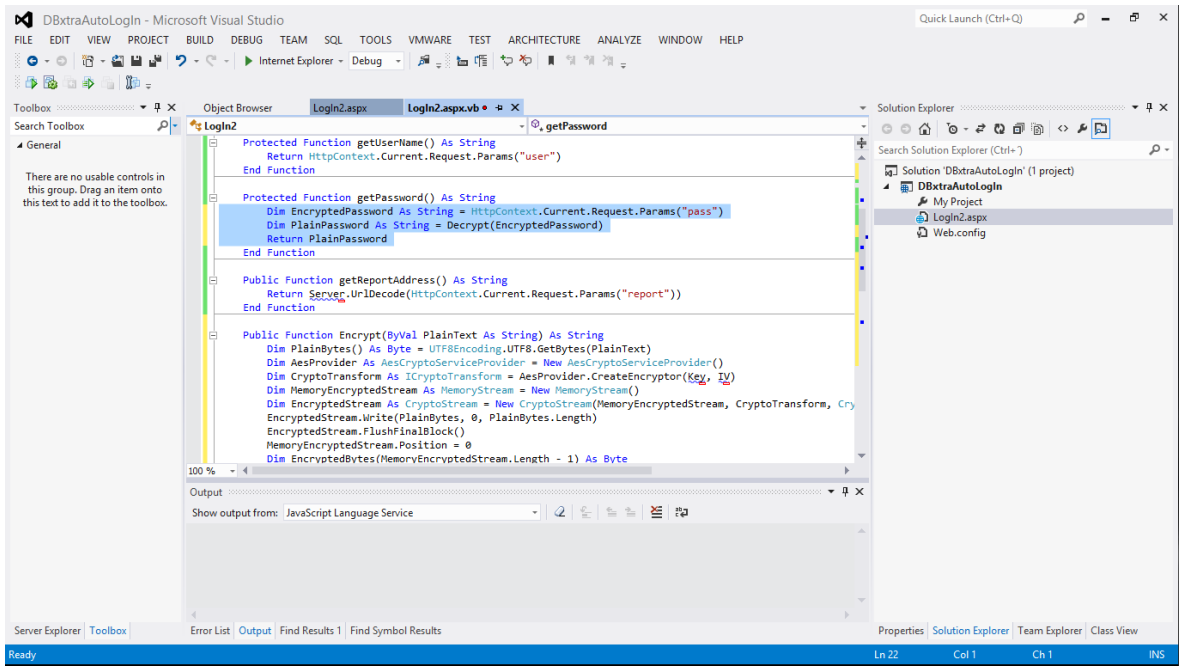 DBxtraAutoLogIn - Microsoft Visual Studio
Quick Launch (Ctrl+Q)
FILE EDIT VIEW PROJECT BUILD DEBUG TEAM SQL TOOLS VMWARE TEST ARCHITECTURE ANALYZE WINDOW HELP
Internet Explorer Debug
Toolbox
Search Toolbox
General
There are no usable controls in
this group. Drag an item onto
this text to add it to the toolbox.
Object Browser LogIn2.aspx LogIn2.aspx.vb
LogIn2 getPassword
Protected Function getUserName() As String
Return HttpContext.Current.Request.Params("user")
End Function
Protected Function getPassword() As String
Dim EncryptedPassword As String = HttpContext.Current.Request.Params("pass")
Dim PlainPassword As String = Decrypt(EncryptedPassword)
Return PlainPassword
End Function
Public Function getReportAddress() As String
Return Server.UrlDecode(HttpContext.Current.Request.Params("report"))
End Function
Public Function Encrypt(ByVal PlainText As String) As String
Dim PlainBytes() As Byte = UTF8Encoding.UTF8.GetBytes(PlainText)
Dim AesProvider As AesCryptoServiceProvider = New AesCryptoServiceProvider()
Dim CryptoTransform As ICryptoTransform = AesProvider.CreateEncryptor(Key, IV)
Dim MemoryEncryptedStream As MemoryStream = New MemoryStream()
Dim EncryptedStream As CryptoStream = New CryptoStream(MemoryEncryptedStream, CryptoTransform, Cry
EncryptedStream.Write(PlainBytes, 0, PlainBytes.Length)
EncryptedStream.FlushFinalBlock()
MemoryEncryptedStream.Position = 0
Dim EncryptedBytes(MemoryEncryptedStream.Length - 1) As Byte
100 %
Output
Show output from: JavaScript Language Service
Server Explorer Toolbox
Error List Output Find Results 1 Find Symbol Results
Solution Explorer
Search Solution Explorer (Ctrl+´)
Solution 'DBxtraAutoLogIn' (1 project)
DBxtraAutoLogIn
My Project
LogIn2.aspx
Web.config
Properties Solution Explorer Team Explorer Class View
Ready Ln 22 Col 1 Ch 1 INS